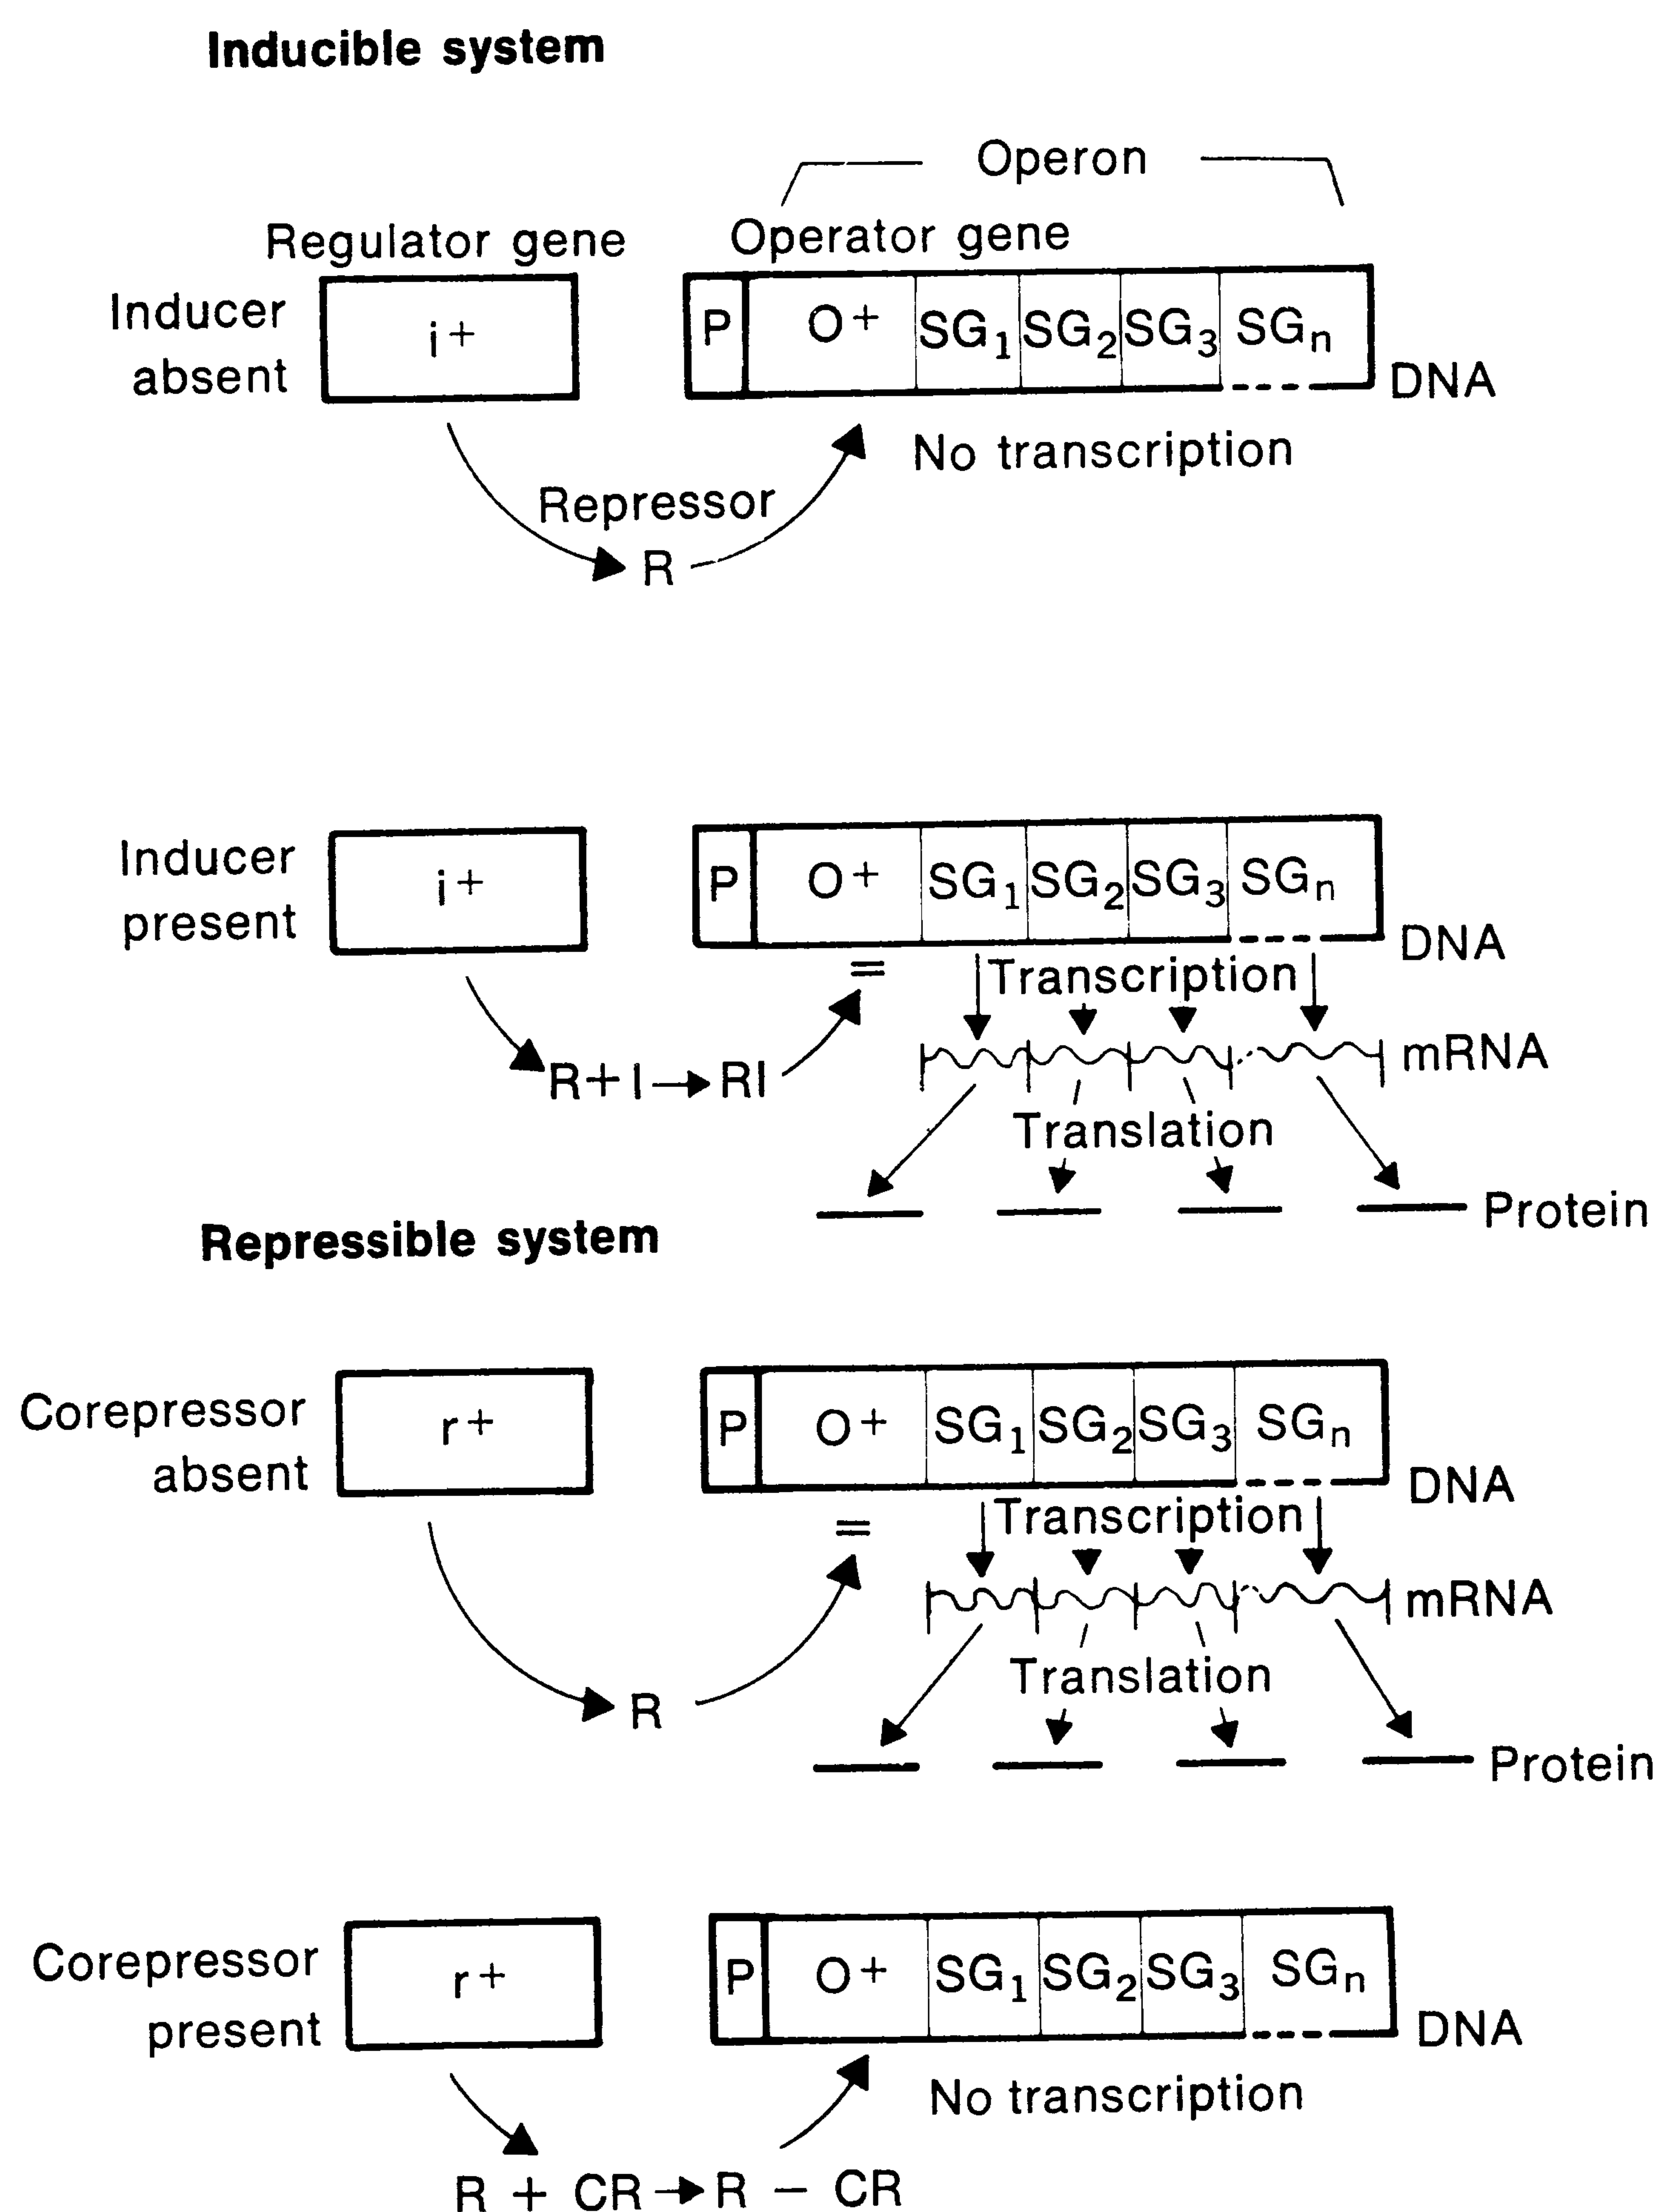 Inducible system
Operon
Regulator gene
Operator gene
Inducer
absent
i+
P O+ SG₁ SG₂ SG₃ SGₙ
DNA
No transcription
Repressor
R
Inducer
present
i+
P O+ SG₁ SG₂ SG₃ SGₙ
DNA
=
Transcription
R+I→RI
mRNA
Translation
Protein
Repressible system
Corepressor
absent
r+
P O+ SG₁ SG₂ SG₃ SGₙ
DNA
=
Transcription
mRNA
Translation
R
Protein
Corepressor
present
r+
P O+ SG₁ SG₂ SG₃ SGₙ
DNA
No transcription
R + CR→R − CR